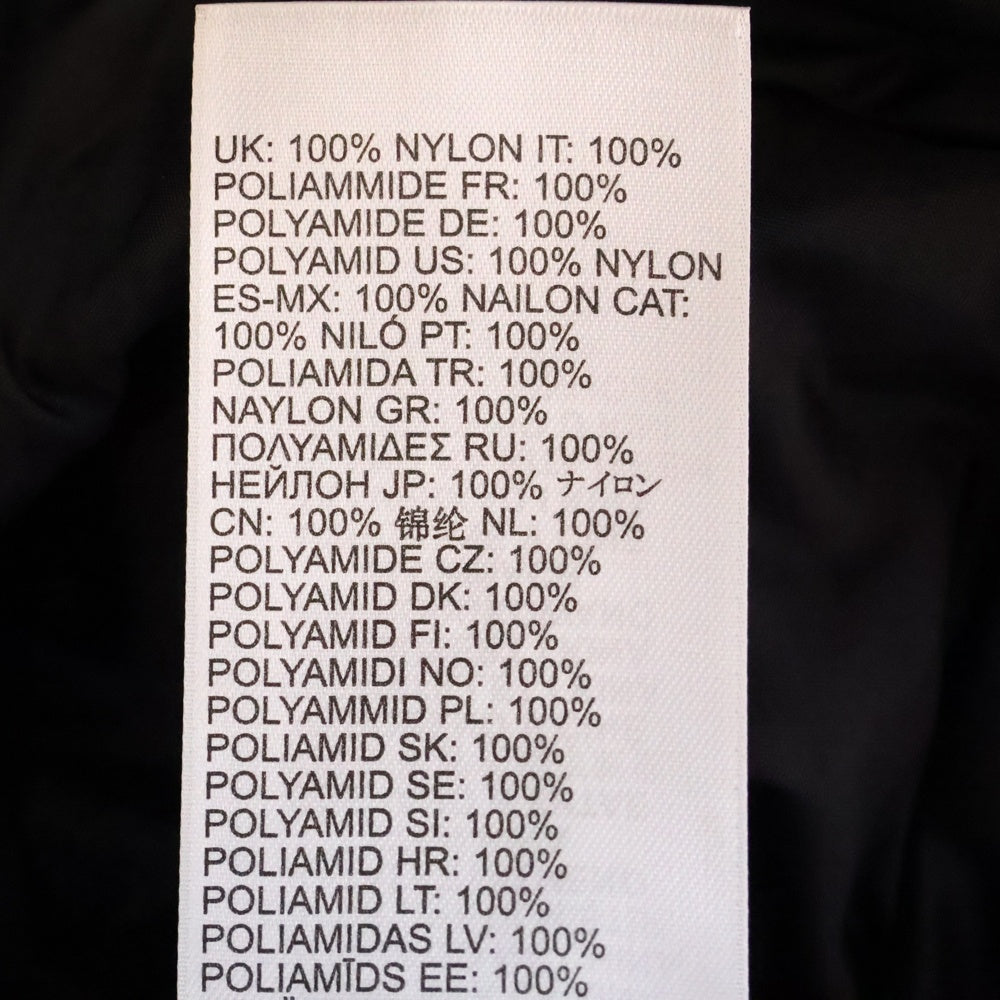 UK: 100% NYLON IT: 100%
POLIAMMIDE FR: 100%
POLYAMIDE DE: 100%
POLYAMID US: 100% NYLON
ES-MX: 100% NAILON CAT:
100% NILÓ PT: 100%
POLIAMIDA TR: 100%
NAYLON GR: 100%
ΠΟΛΥΑΜΙΔΕΣ RU: 100%
НЕЙЛОН JP: 100% ナイロン
CN: 100% 锦纶 NL: 100%
POLYAMIDE CZ: 100%
POLYAMID DK: 100%
POLYAMID FI: 100%
POLYAMIDI NO: 100%
POLYAMMID PL: 100%
POLIAMID SK: 100%
POLYAMID SE: 100%
POLYAMID SI: 100%
POLIAMID HR: 100%
POLIAMID LT: 100%
POLIAMIDAS LV: 100%
POLIAMĪDS EE: 100%